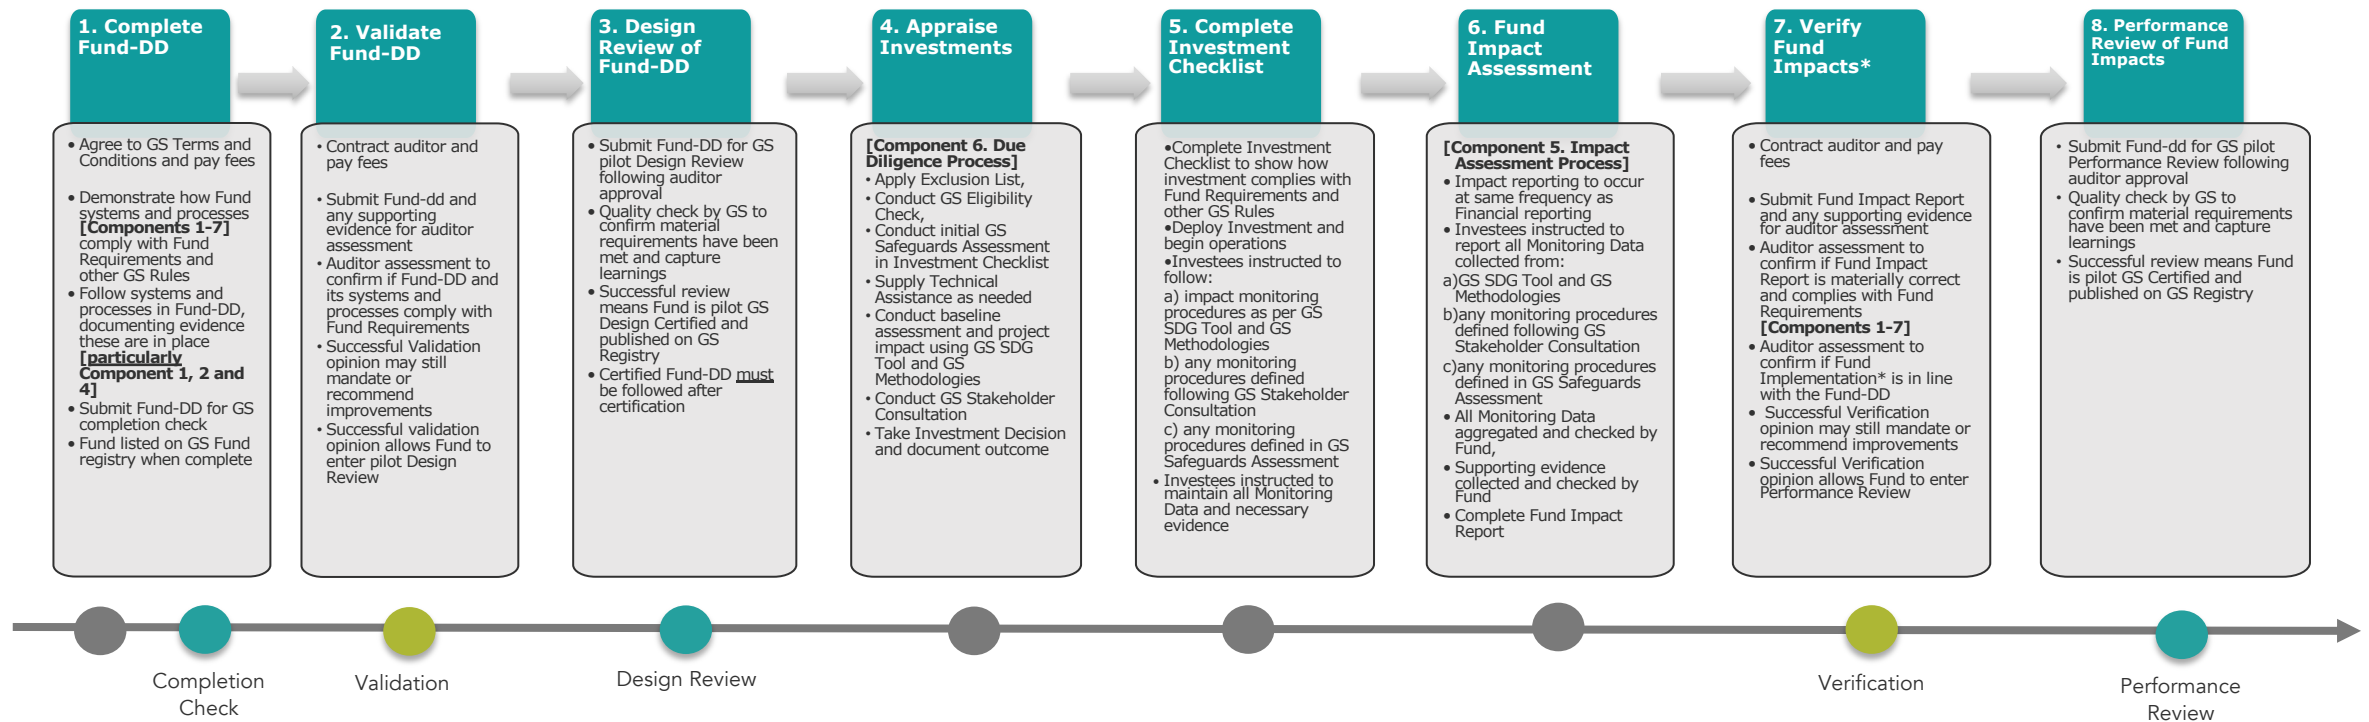 1. Complete
Fund-DD
• Agree to GS Terms and
Conditions and pay fees
• Demonstrate how Fund
systems and processes
[Components 1-7]
comply with Fund
Requirements and
other GS Rules
• Follow systems and
processes in Fund-DD,
documenting evidence
these are in place
[particularly
Component 1, 2 and
4]
• Submit Fund-DD for GS
completion check
• Fund listed on GS Fund
registry when complete
2. Validate
Fund-DD
• Contract auditor and
pay fees
• Submit Fund-dd and
any supporting
evidence for auditor
assessment
• Auditor assessment to
confirm if Fund-DD and
its systems and
processes comply with
Fund Requirements
• Successful Validation
opinion may still
mandate or
recommend
improvements
• Successful validation
opinion allows Fund to
enter pilot Design
Review
3. Design
Review of
Fund-DD
• Submit Fund-DD for GS
pilot Design Review
following auditor
approval
• Quality check by GS to
confirm material
requirements have been
met and capture
learnings
• Successful review
means Fund is pilot GS
Design Certified and
published on GS
Registry
• Certified Fund-DD must
be followed after
certification
4. Appraise
Investments
[Component 6. Due
Diligence Process]
• Apply Exclusion List,
• Conduct GS Eligibility
Check,
• Conduct initial GS
Safeguards Assessment
in Investment Checklist
• Supply Technical
Assistance as needed
• Conduct baseline
assessment and project
impact using GS SDG
Tool and GS
Methodologies
• Conduct GS Stakeholder
Consultation
• Take Investment Decision
and document outcome
5. Complete
Investment
Checklist
•Complete Investment
Checklist to show how
investment complies with
Fund Requirements and
other GS Rules
•Deploy Investment and
begin operations
•Investees instructed to
follow:
a) impact monitoring
procedures as per GS
SDG Tool and GS
Methodologies
b) any monitoring
procedures defined
following GS Stakeholder
Consultation
c) any monitoring
procedures defined in GS
Safeguards Assessment
• Investees instructed to
maintain all Monitoring
Data and necessary
evidence
6. Fund
Impact
Assessment
[Component 5. Impact
Assessment Process]
• Impact reporting to occur
at same frequency as
Financial reporting
• Investees instructed to
report all Monitoring Data
collected from:
a)GS SDG Tool and GS
Methodologies
b)any monitoring procedures
defined following GS
Stakeholder Consultation
c)any monitoring procedures
defined in GS Safeguards
Assessment
• All Monitoring Data
aggregated and checked by
Fund,
• Supporting evidence
collected and checked by
Fund
• Complete Fund Impact
Report
7. Verify
Fund
Impacts*
• Contract auditor and pay
fees
• Submit Fund Impact Report
and any supporting evidence
for auditor assessment
• Auditor assessment to
confirm if Fund Impact
Report is materially correct
and complies with Fund
Requirements
[Components 1-7]
• Auditor assessment to
confirm if Fund
Implementation* is in line
with the Fund-DD
• Successful Verification
opinion may still mandate or
recommend improvements
• Successful Verification
opinion allows Fund to enter
Performance Review
8. Performance
Review of Fund
Impacts
• Submit Fund-dd for GS pilot
Performance Review following
auditor approval
• Quality check by GS to
confirm material requirements
have been met and capture
learnings
• Successful review means Fund
is pilot GS Certified and
published on GS Registry
Completion
Check
Validation
Design Review
Verification
Performance
Review